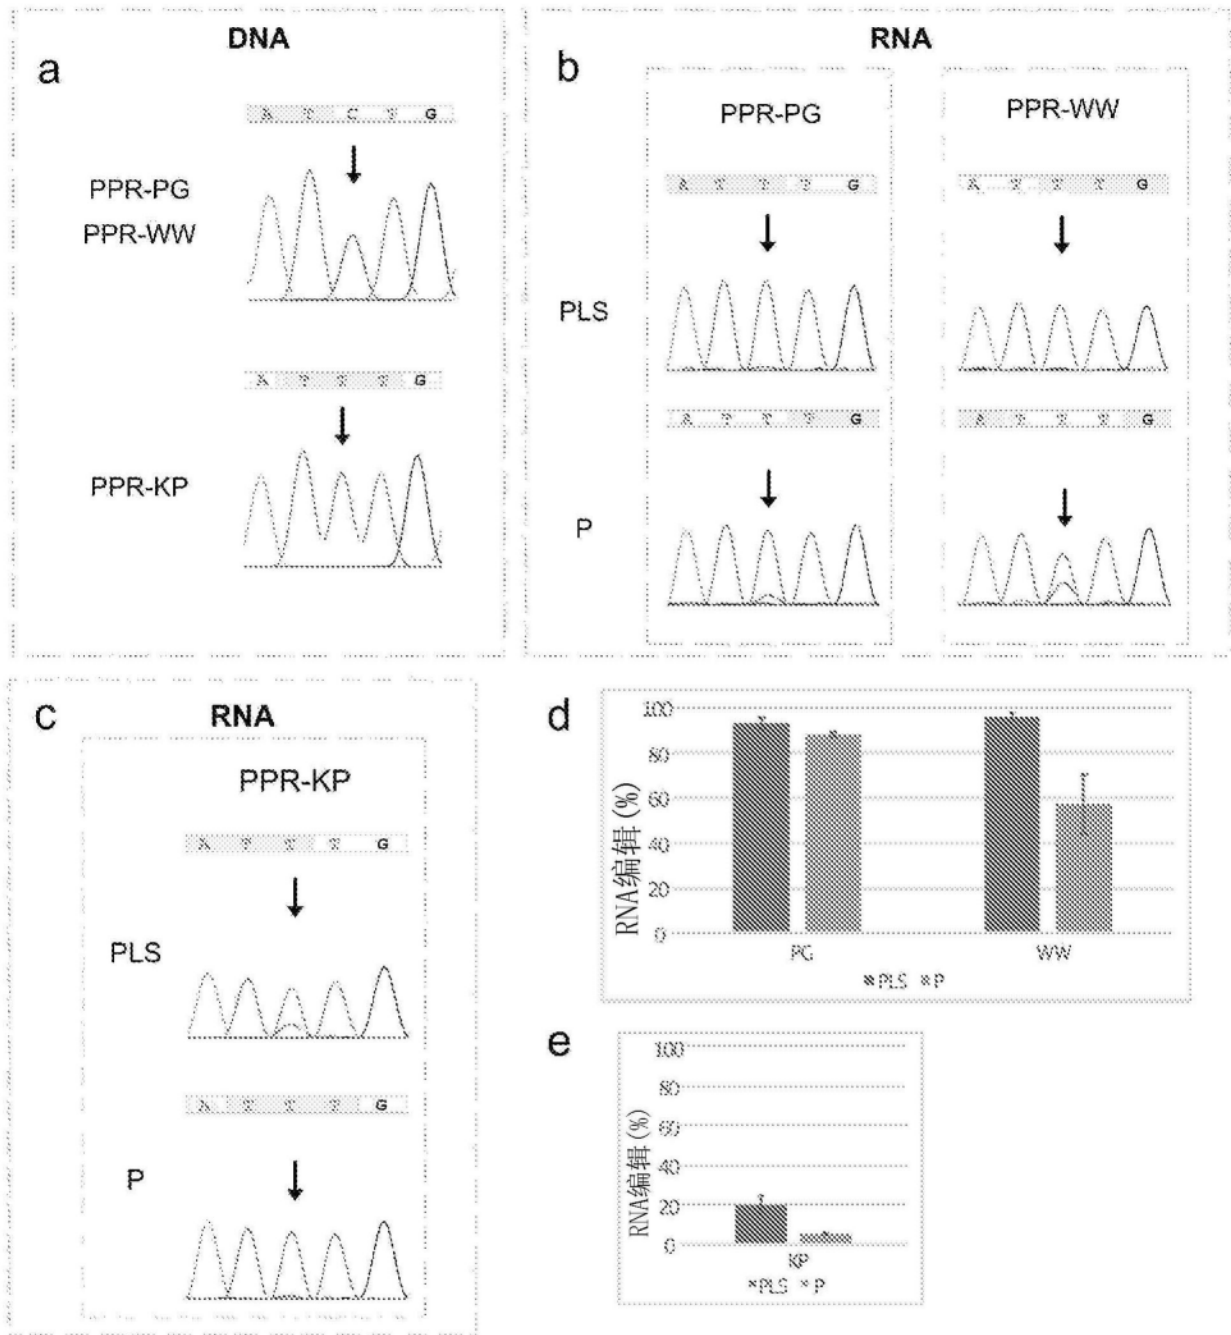 a
DNA
A T C T G
PPR-PG
PPR-WW
A T T T G
PPR-KP
b
RNA
PPR-PG
PPR-WW
A T T T G
A T T T G
PLS
A T T T G
A T T T G
P
c
RNA
PPR-KP
A T T T G
PLS
A T T T G
P
d
RNA编辑(%)
100
80
60
40
20
0
PG
WW
PLS
P
e
RNA编辑(%)
100
80
60
40
20
0
KP
PLS
P